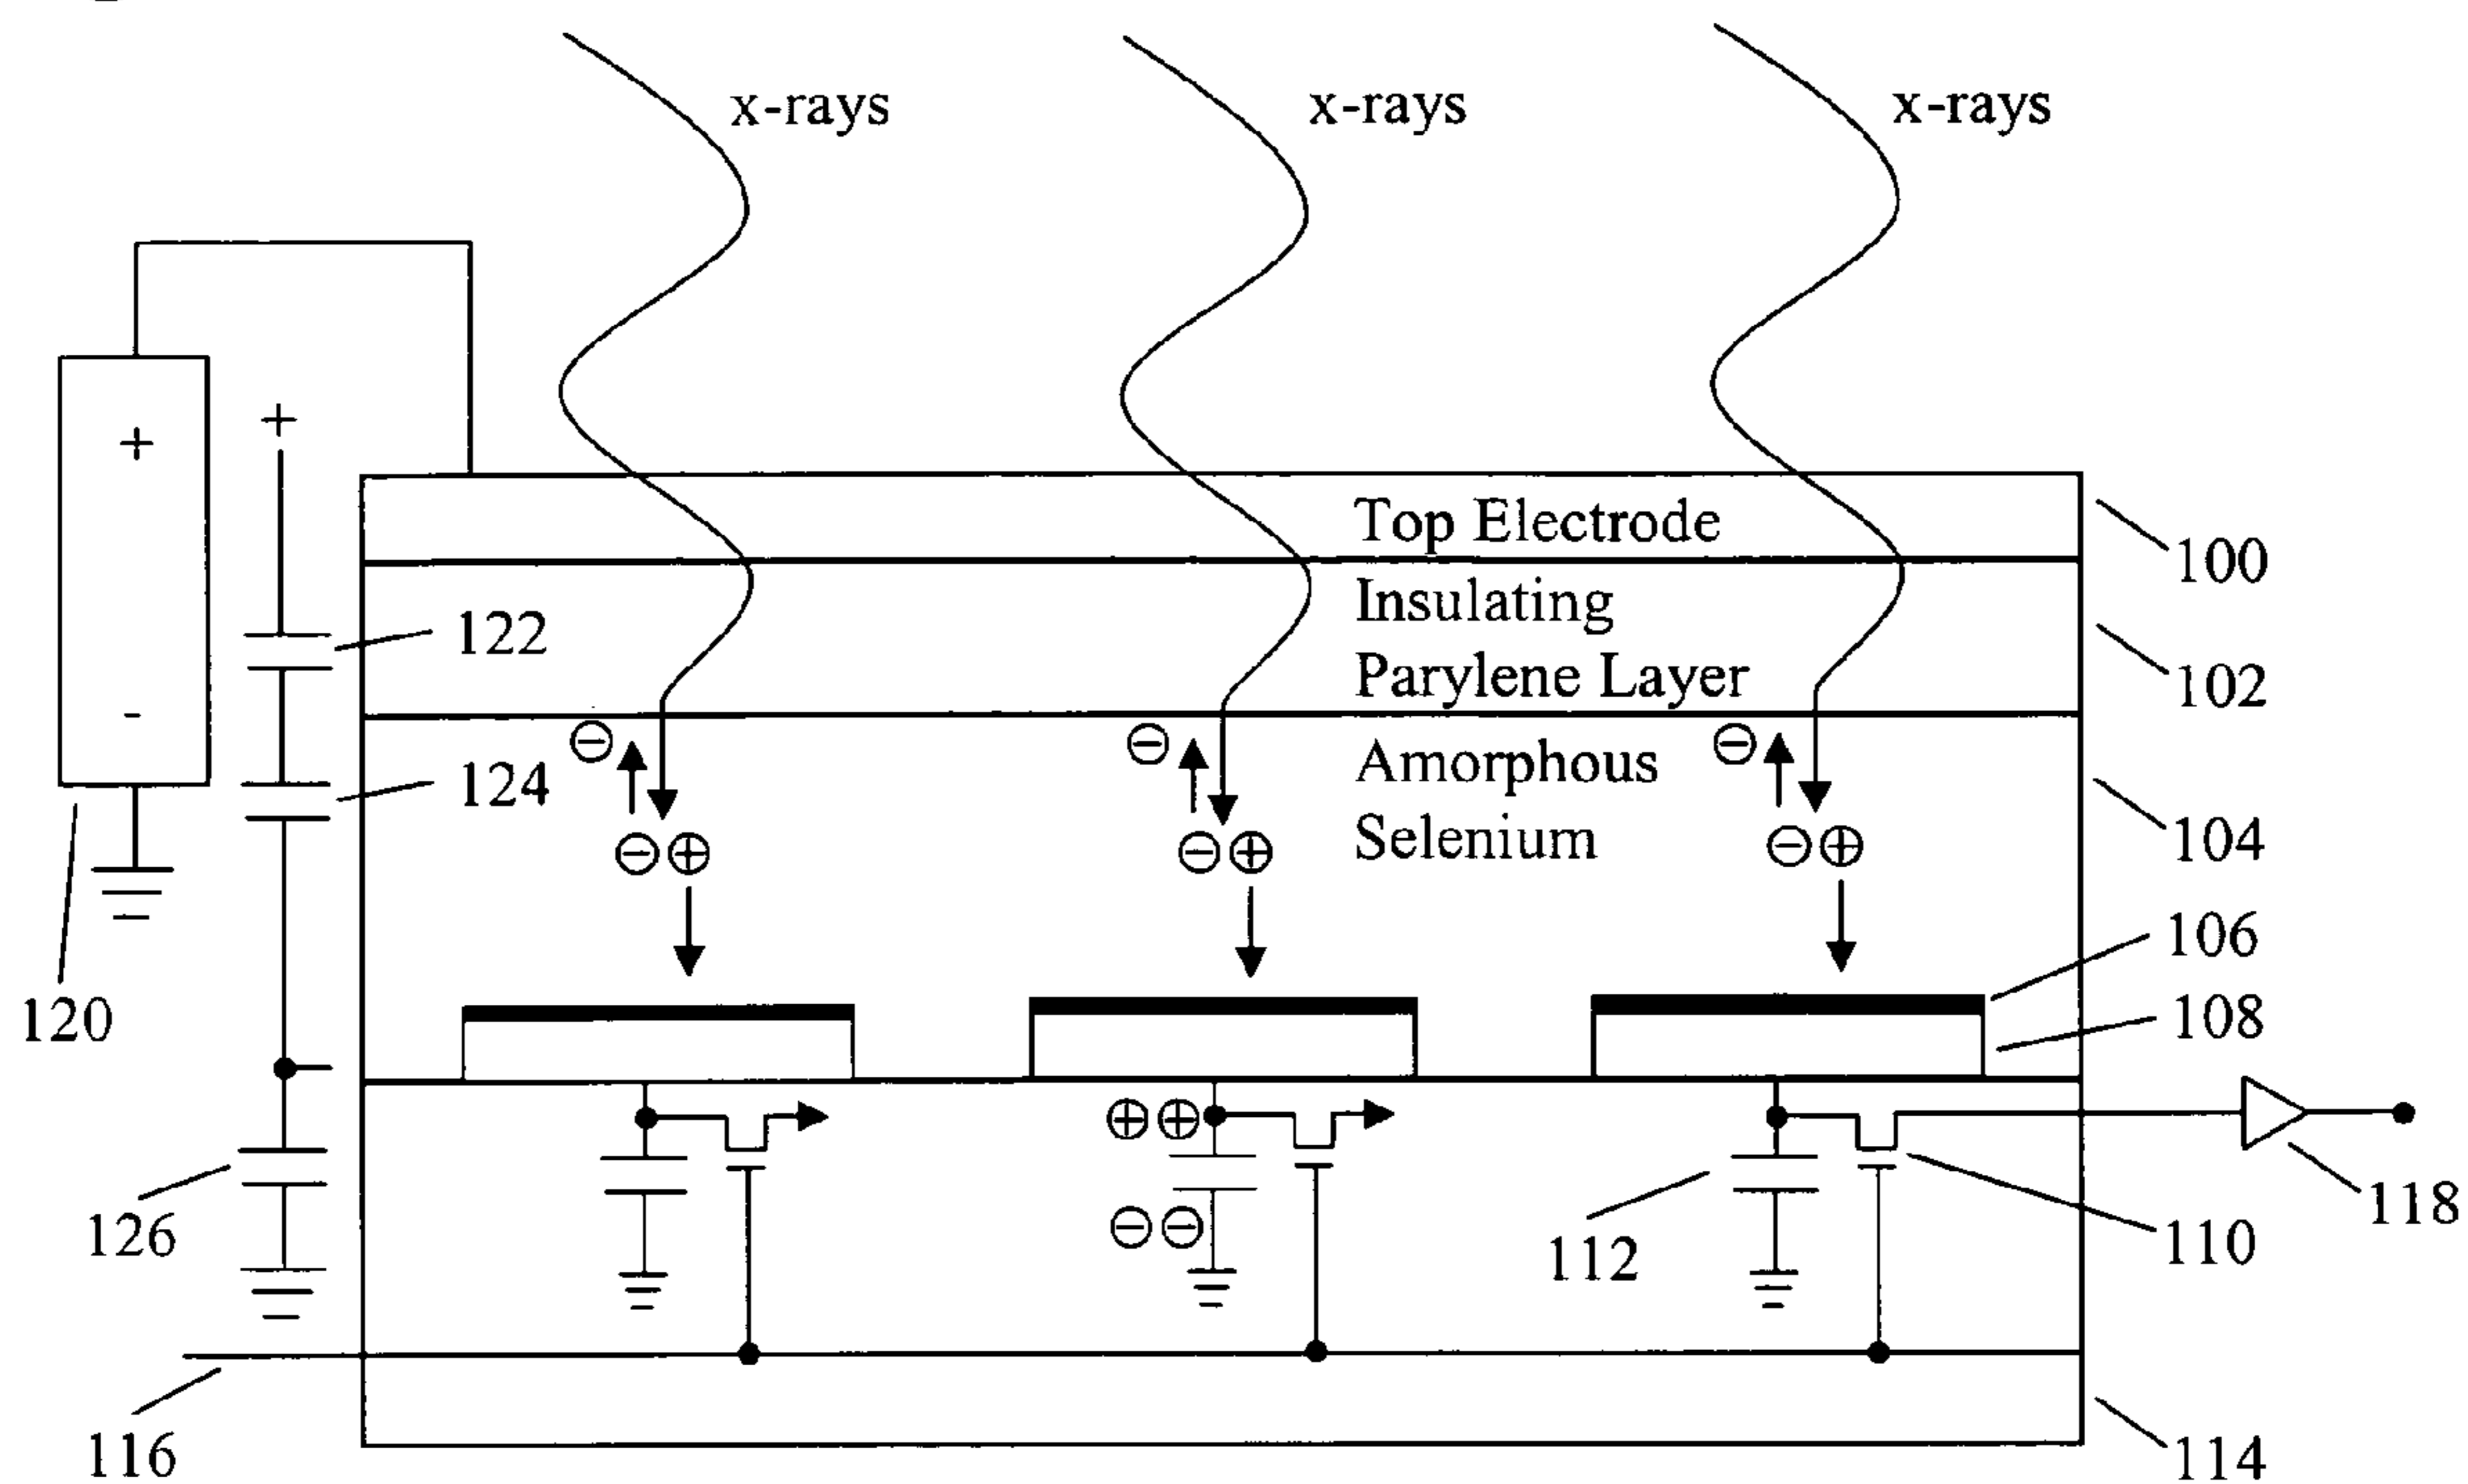 x-rays x-rays x-rays
+
+
-
Top Electrode
100
Insulating
Parylene Layer
102
122
Amorphous
Selenium
124
104
106
108
120
126
112
110
118
116
114